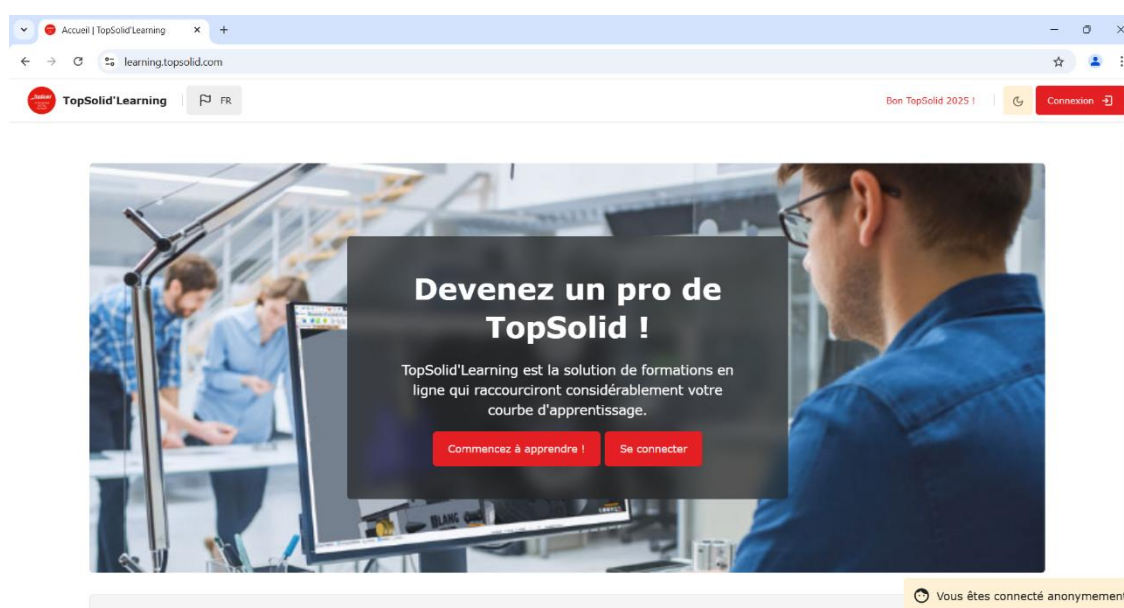 Accueil | TopSolid'Learning
learning.topsolid.com
TopSolid'Learning
FR
Bon TopSolid 2025 !
Connexion
Devenez un pro de
TopSolid !
TopSolid'Learning est la solution de formations en
ligne qui raccourciront considérablement votre
courbe d'apprentissage.
Commencez à apprendre !
Se connecter
BLANG
Vous êtes connecté anonymement